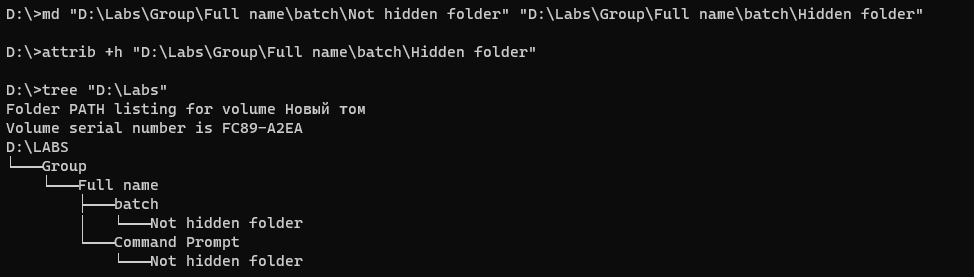 D:\>md "D:\Labs\Group\Full name\batch\Not hidden folder" "D:\Labs\Group\Full name\batch\Hidden folder"
D:\>attrib +h "D:\Labs\Group\Full name\batch\Hidden folder"
D:\>tree "D:\Labs"
Folder PATH listing for volume Новый том
Volume serial number is FC89-A2EA
D:\LABS
└───Group
    └───Full name
        ├───batch
        │   └───Not hidden folder
        └───Command Prompt
            └───Not hidden folder